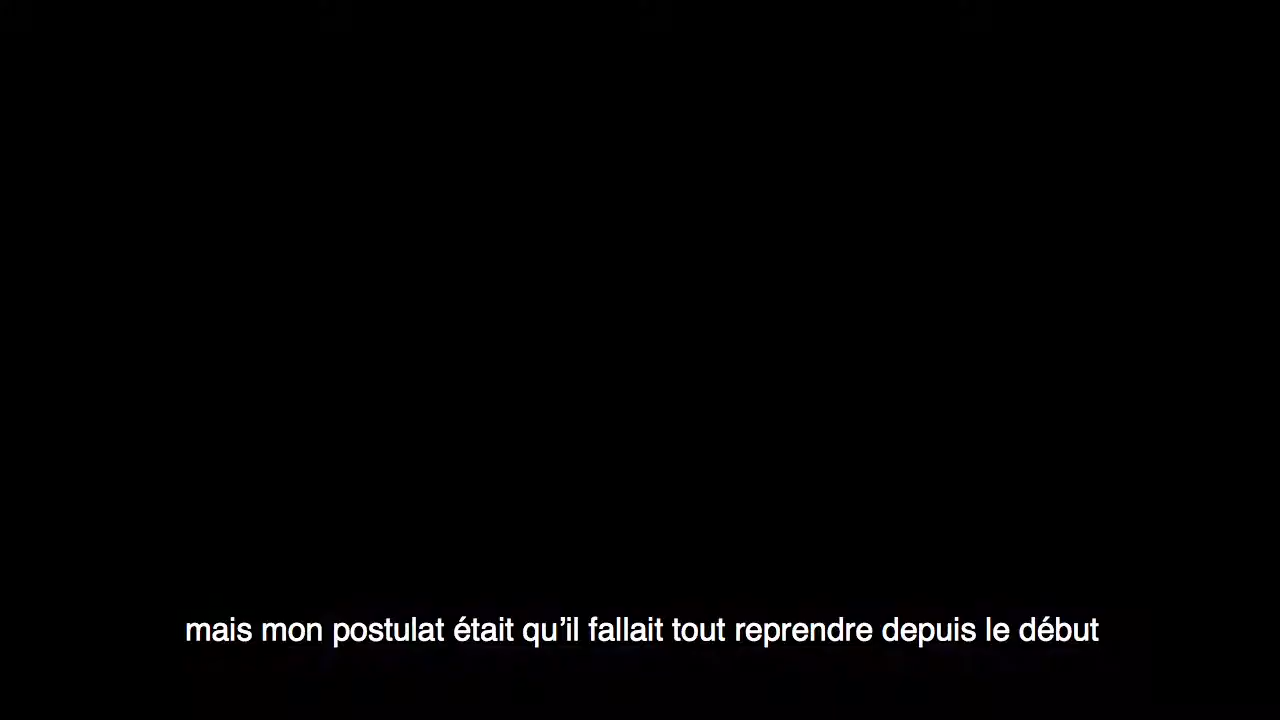 mais mon postulat était qu’il fallait tout reprendre depuis le début